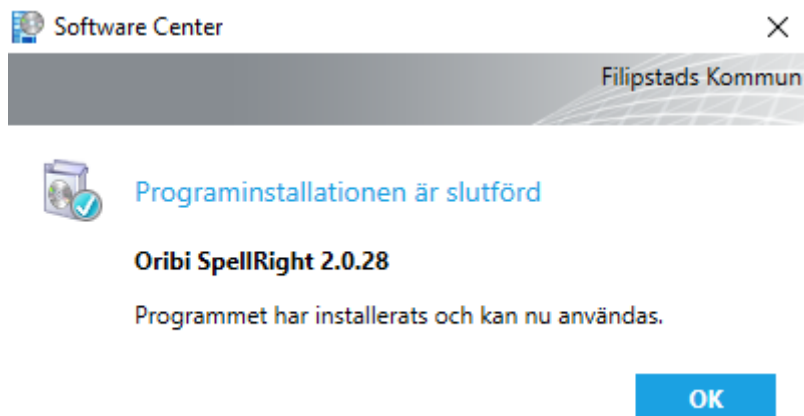 Software Center
Filipstads Kommun
Programinstallationen är slutförd
Oribi SpellRight 2.0.28
Programmet har installerats och kan nu användas.
OK